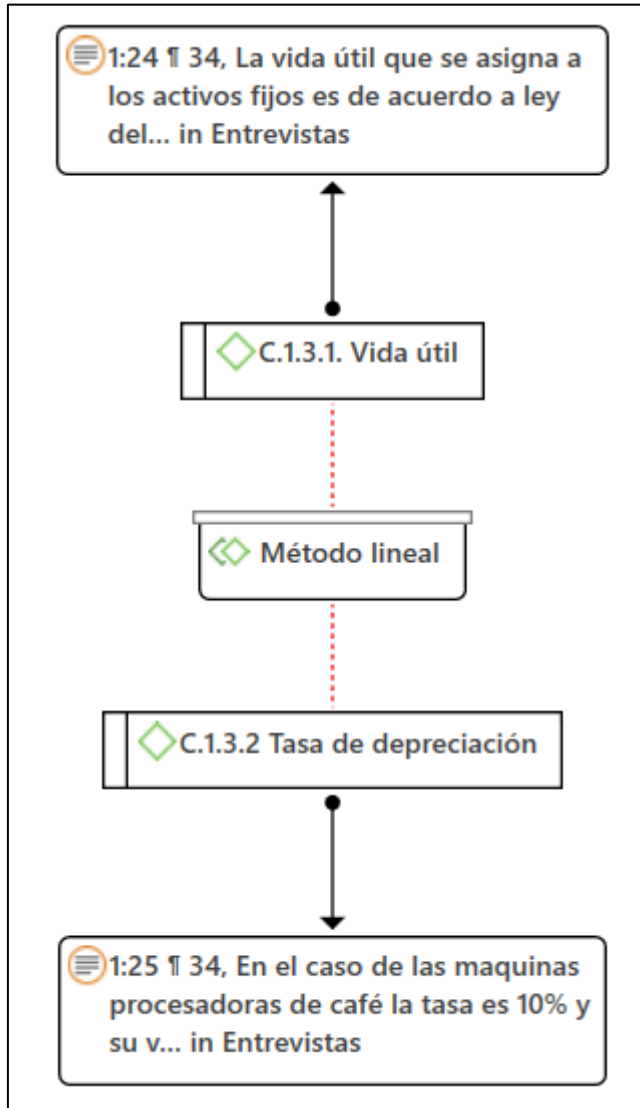 1:24 ¶ 34, La vida útil que se asigna a
los activos fijos es de acuerdo a ley
del... in Entrevistas
C.1.3.1. Vida útil
Método lineal
C.1.3.2 Tasa de depreciación
1:25 ¶ 34, En el caso de las maquinas
procesadoras de café la tasa es 10% y
su v... in Entrevistas